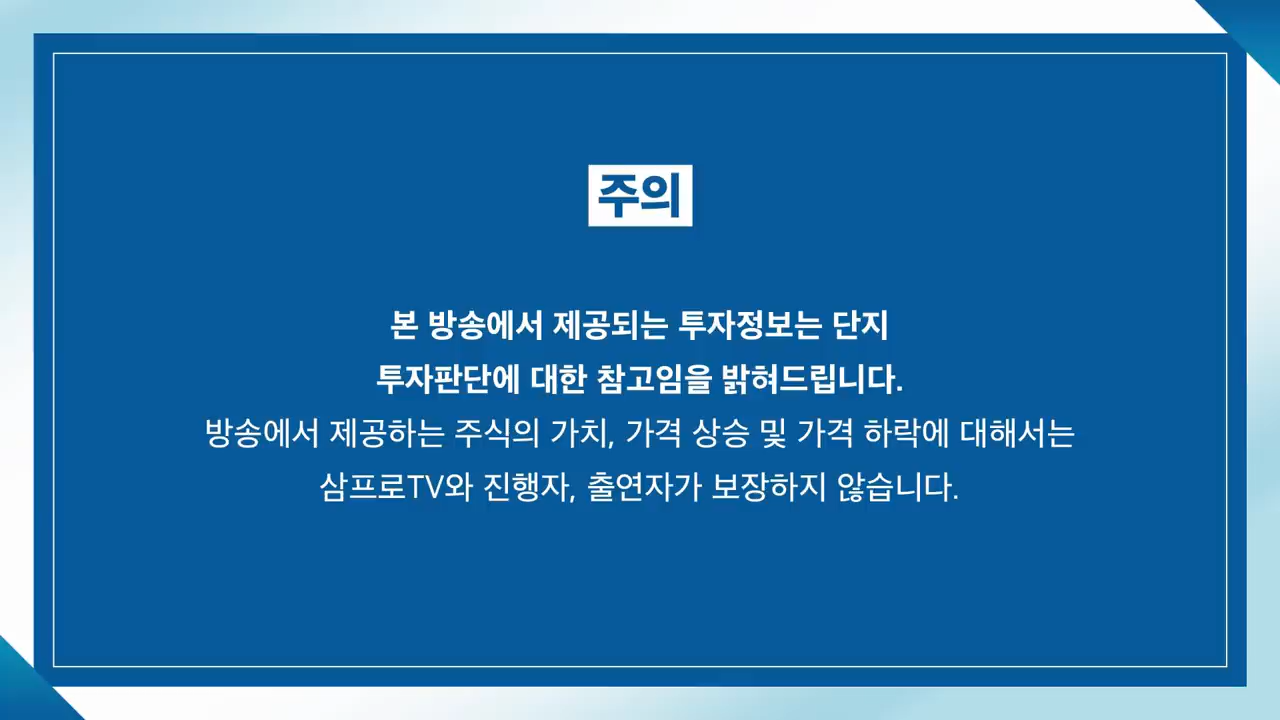 주의
본 방송에서 제공되는 투자정보는 단지
투자판단에 대한 참고임을 밝혀드립니다.
방송에서 제공하는 주식의 가치, 가격 상승 및 가격 하락에 대해서는
삼프로TV와 진행자, 출연자가 보장하지 않습니다.